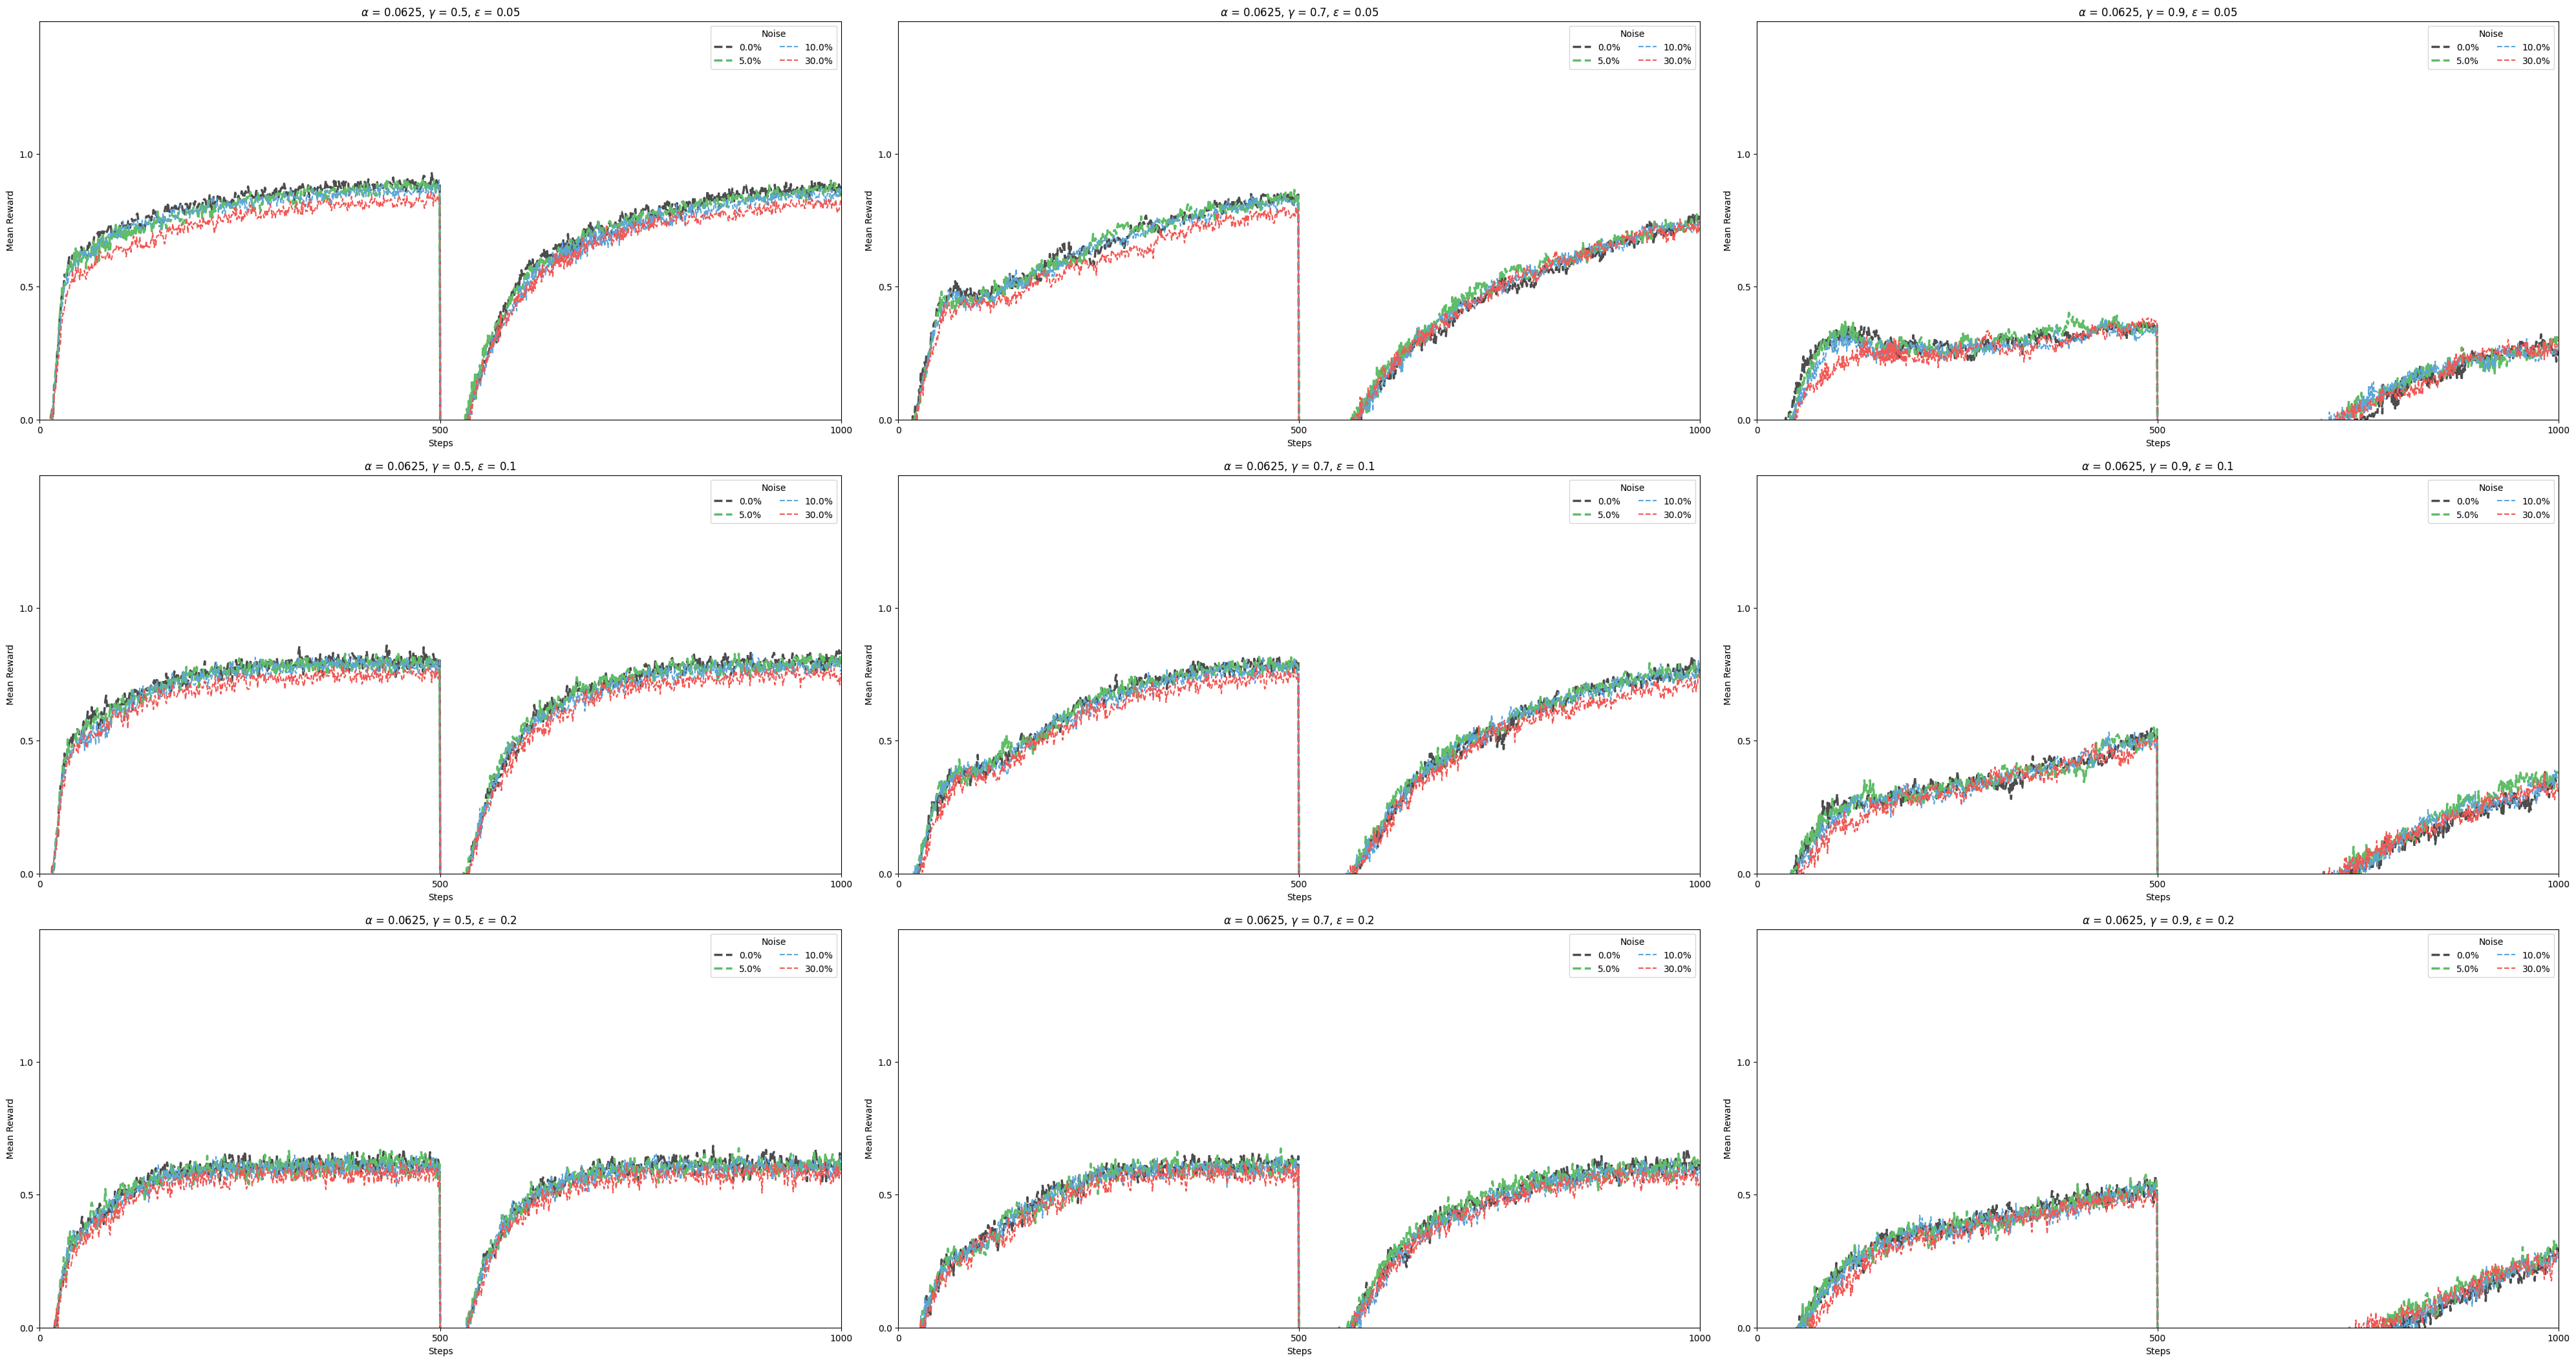 α = 0.0625, γ = 0.5, ε = 0.05
Noise
0.0% 10.0%
5.0% 30.0%
Mean Reward
1.0
0.5
0.0
0 500 1000
Steps
α = 0.0625, γ = 0.7, ε = 0.05
Noise
0.0% 10.0%
5.0% 30.0%
Mean Reward
1.0
0.5
0.0
0 500 1000
Steps
α = 0.0625, γ = 0.9, ε = 0.05
Noise
0.0% 10.0%
5.0% 30.0%
Mean Reward
1.0
0.5
0.0
0 500 1000
Steps
α = 0.0625, γ = 0.5, ε = 0.1
Noise
0.0% 10.0%
5.0% 30.0%
Mean Reward
1.0
0.5
0.0
0 500 1000
Steps
α = 0.0625, γ = 0.7, ε = 0.1
Noise
0.0% 10.0%
5.0% 30.0%
Mean Reward
1.0
0.5
0.0
0 500 1000
Steps
α = 0.0625, γ = 0.9, ε = 0.1
Noise
0.0% 10.0%
5.0% 30.0%
Mean Reward
1.0
0.5
0.0
0 500 1000
Steps
α = 0.0625, γ = 0.5, ε = 0.2
Noise
0.0% 10.0%
5.0% 30.0%
Mean Reward
1.0
0.5
0.0
0 500 1000
Steps
α = 0.0625, γ = 0.7, ε = 0.2
Noise
0.0% 10.0%
5.0% 30.0%
Mean Reward
1.0
0.5
0.0
0 500 1000
Steps
α = 0.0625, γ = 0.9, ε = 0.2
Noise
0.0% 10.0%
5.0% 30.0%
Mean Reward
1.0
0.5
0.0
0 500 1000
Steps